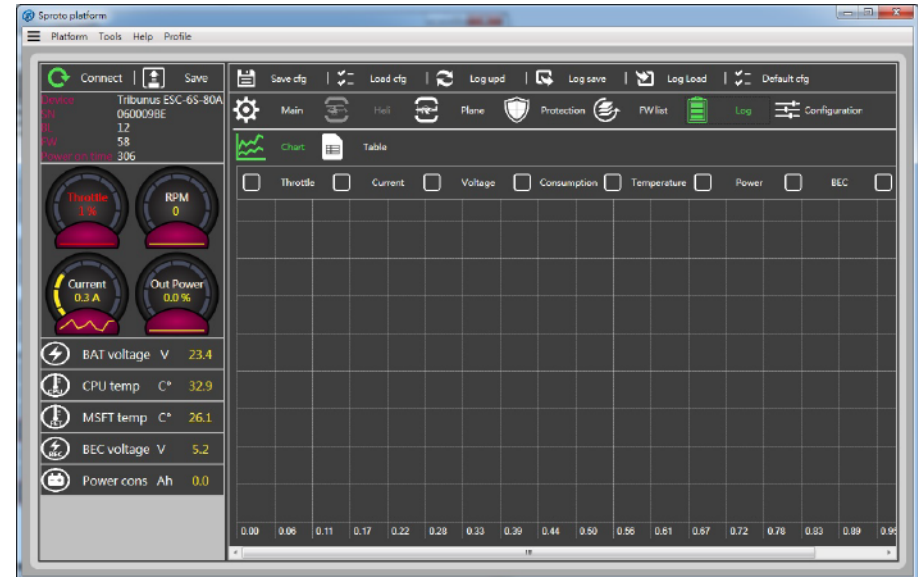 Sproto platform
Platform Tools Help Profile
Connect Save
Save cfg Load cfg Log upd Log save Log Load Default cfg
Device Tribunus ESC-6S-80A
SN 060009BE
BL 12
FW 58
Power on time 306
Main Heli Plane Protection FW list Log Configuration
Chart Table
Throttle Current Voltage Consumption Temperature Power BEC
Throttle
1 %
RPM
0
Current
0.3 A
Out Power
0.0 %
BAT voltage V 23.4
CPU temp C° 32.9
MSFT temp C° 26.1
BEC voltage V 5.2
Power cons Ah 0.0
0.00 0.06 0.11 0.17 0.22 0.28 0.33 0.39 0.44 0.50 0.56 0.61 0.67 0.72 0.78 0.83 0.89